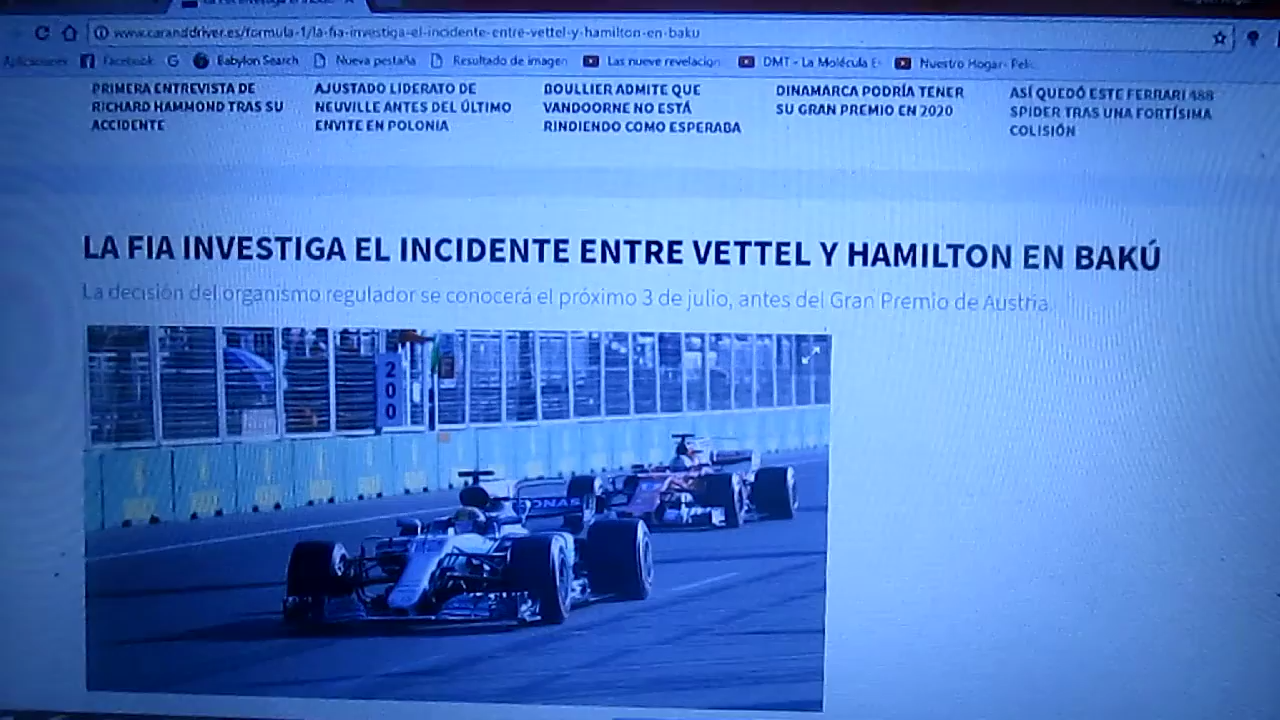 www.caranddriver.es/formula-1/la-fia-investiga-el-incidente-entre-vettel-y-hamilton-en-baku
Aplicaciones Facebook G Babylon Search Nueva pestaña Resultado de imagen Las nueve revelacion DMT - La Molécula E Nuestro Hogar- Peli
PRIMERA ENTREVISTA DE
RICHARD HAMMOND TRAS SU
ACCIDENTE
AJUSTADO LIDERATO DE
NEUVILLE ANTES DEL ÚLTIMO
ENVITE EN POLONIA
BOULLIER ADMITE QUE
VANDOORNE NO ESTÁ
RINDIENDO COMO ESPERABA
DINAMARCA PODRÍA TENER
SU GRAN PREMIO EN 2020
ASÍ QUEDÓ ESTE FERRARI 488
SPIDER TRAS UNA FORTÍSIMA
COLISIÓN
LA FIA INVESTIGA EL INCIDENTE ENTRE VETTEL Y HAMILTON EN BAKÚ
La decisión del organismo regulador se conocerá el próximo 3 de julio, antes del Gran Premio de Austria.
200